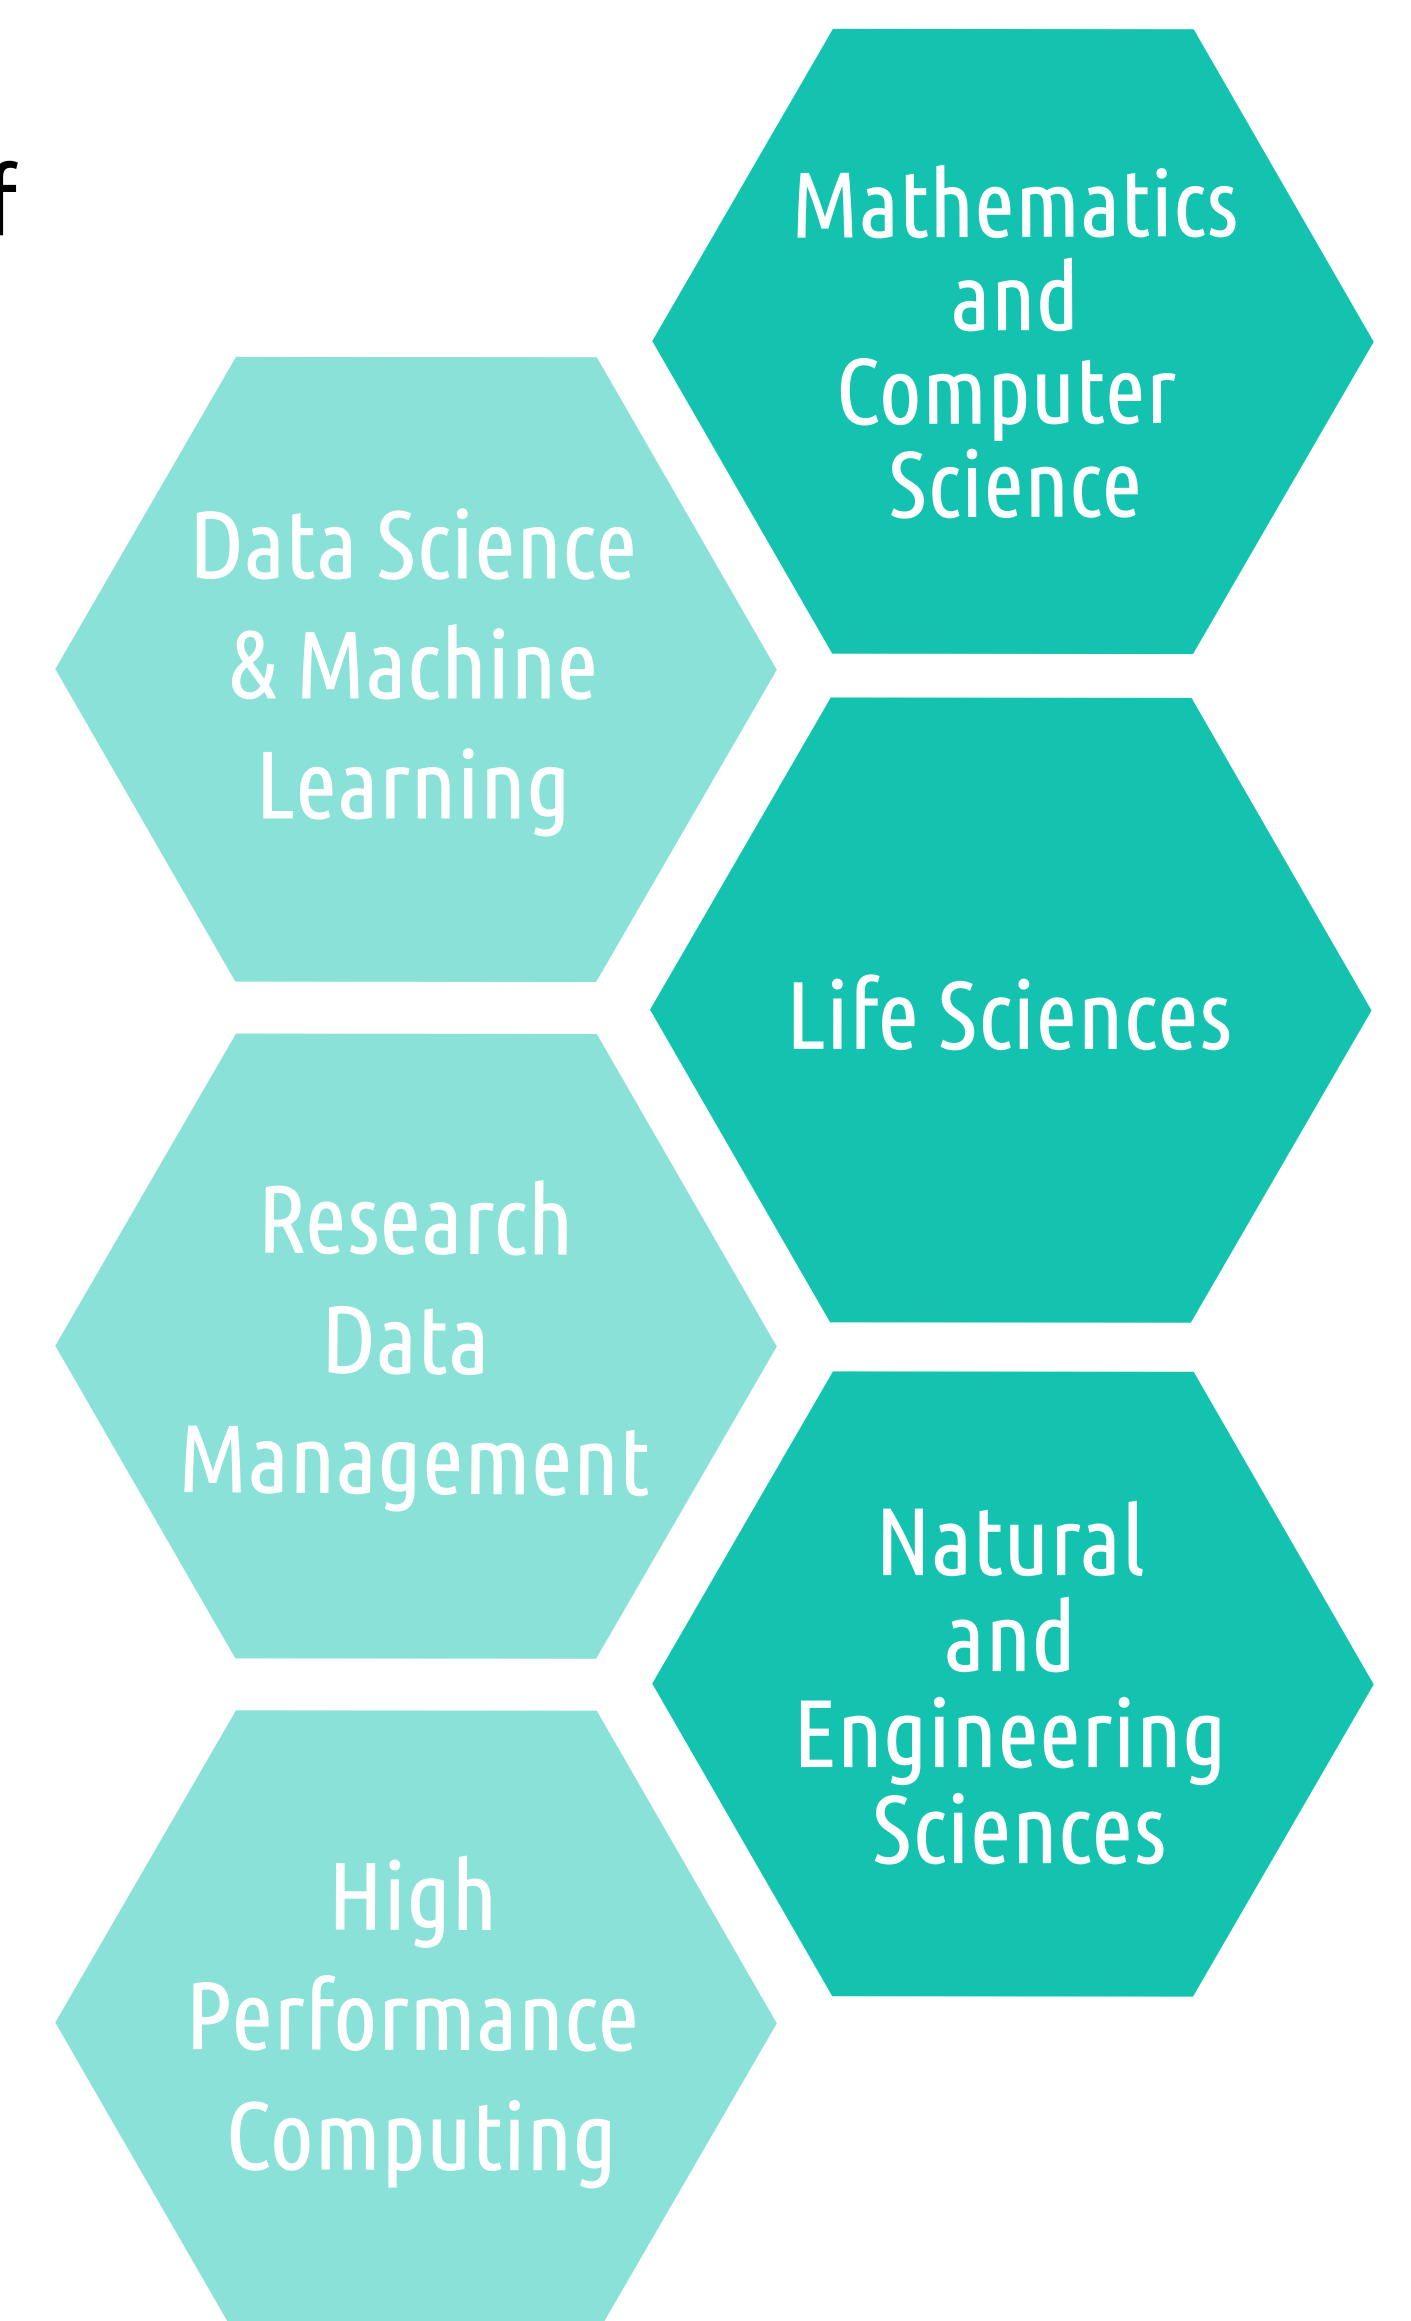 f
Mathematics
and
Computer
Science
Data Science
& Machine
Learning
Life Sciences
Research
Data
Management
Natural
and
Engineering
Sciences
High
Performance
Computing